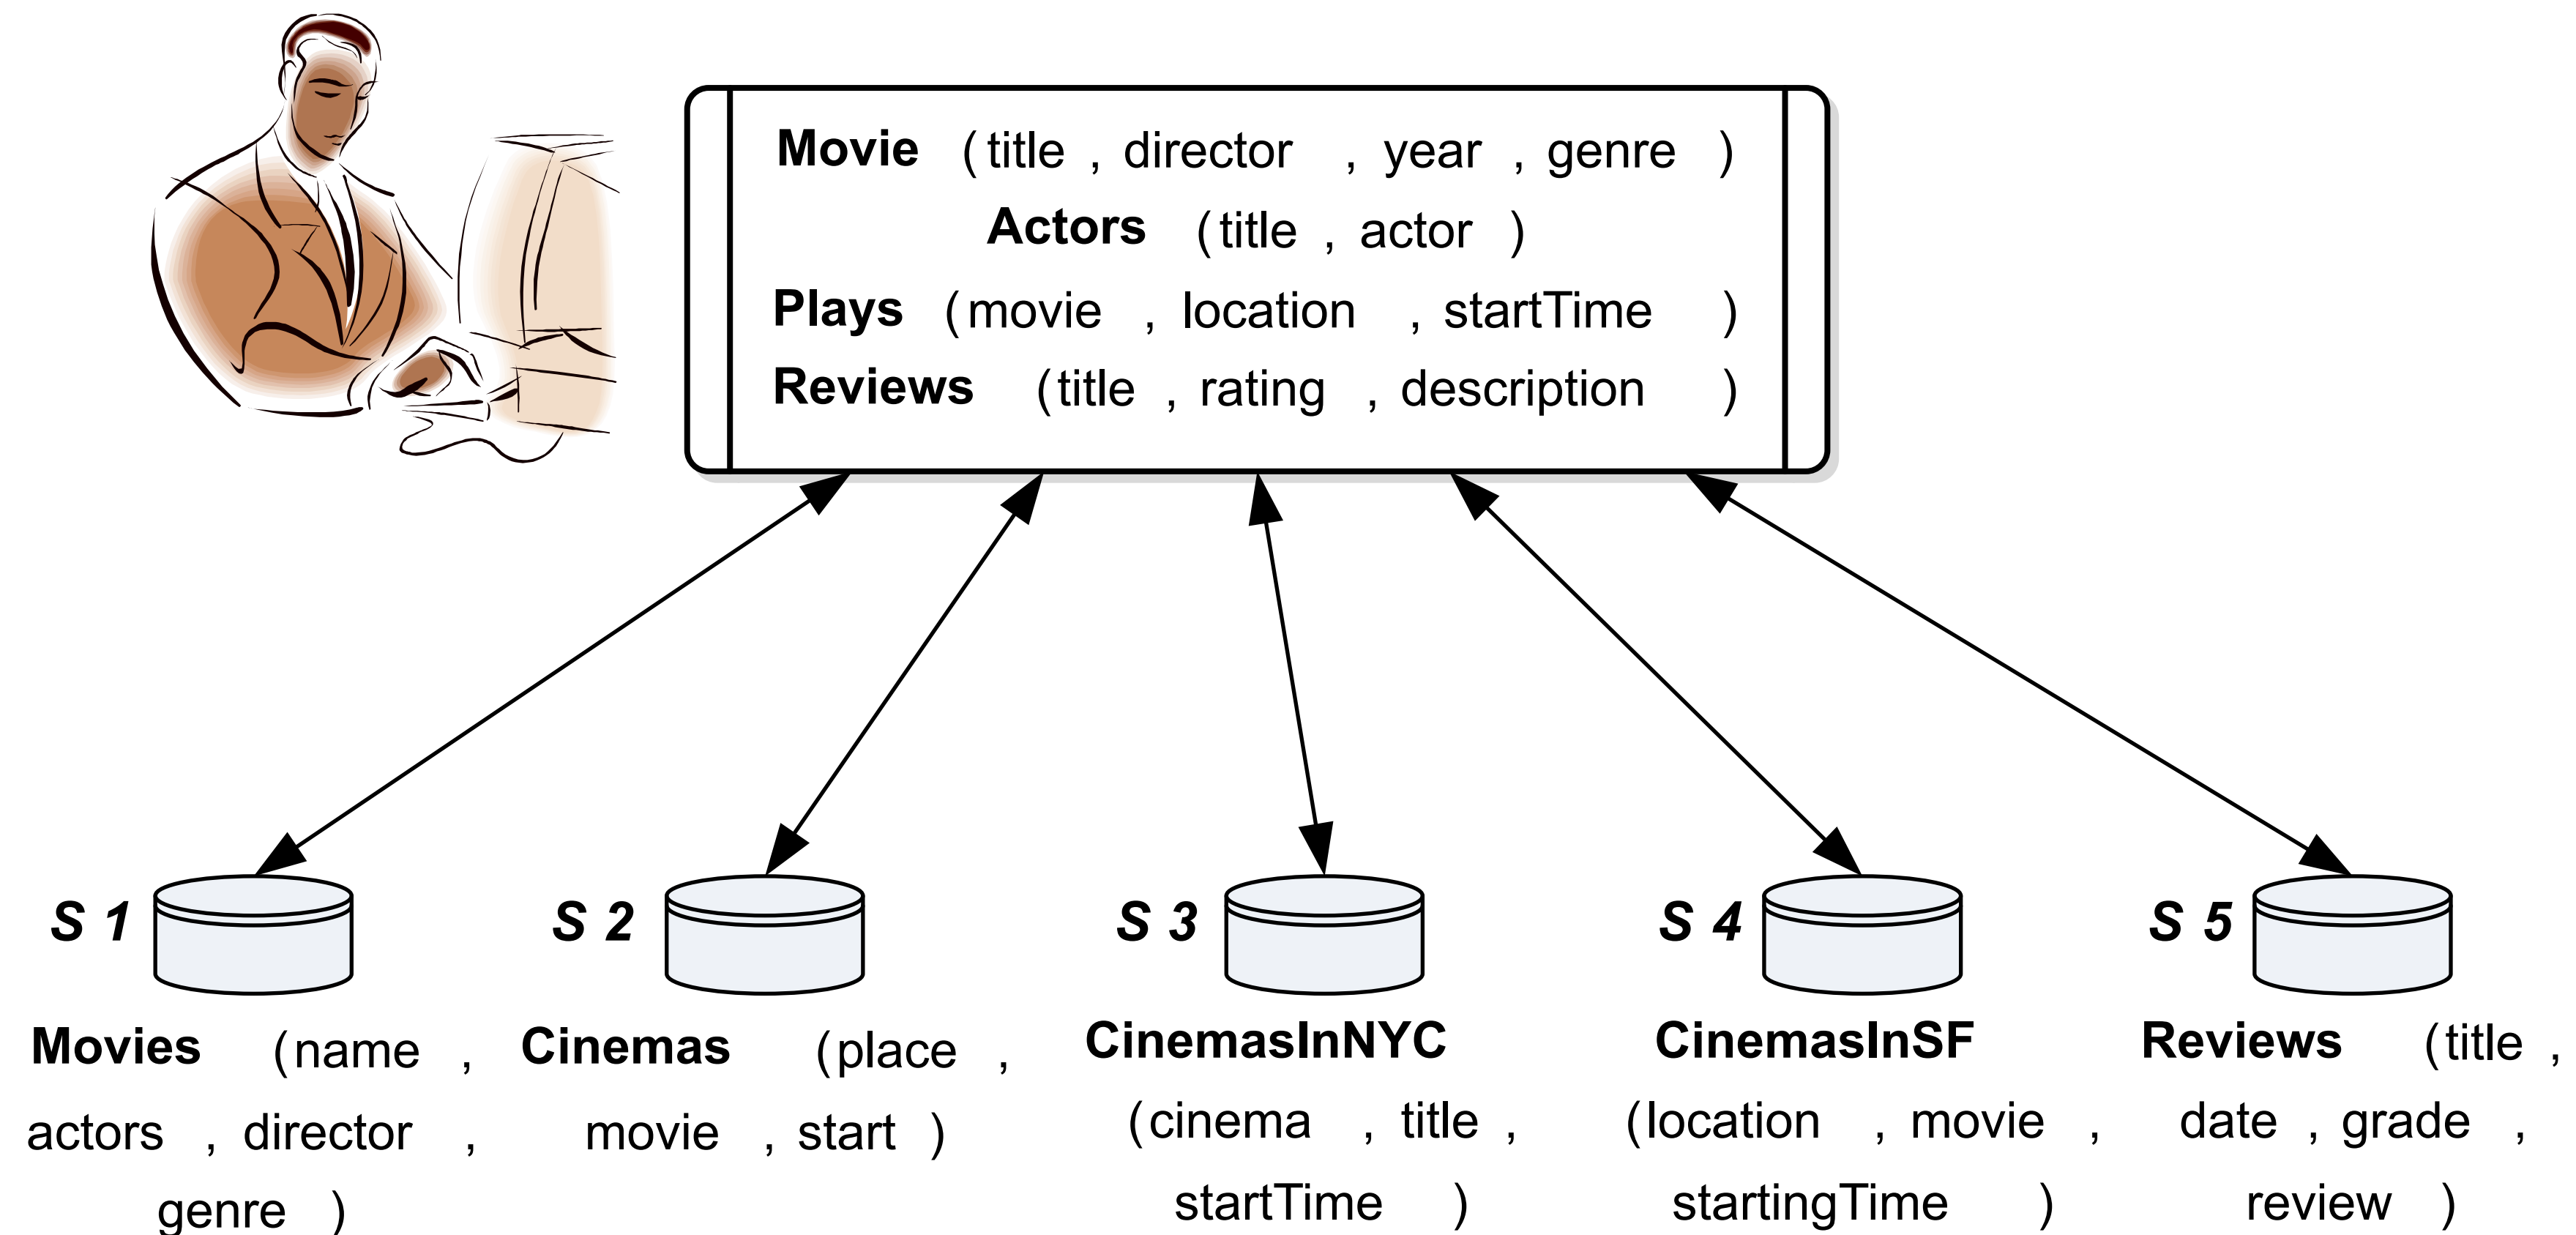 Movie (title, director, year, genre)
Actors (title, actor)
Plays (movie, location, startTime)
Reviews (title, rating, description)
S 1
S 2
S 3
S 4
S 5
Movies (name,
actors, director,
genre)
Cinemas (place,
movie, start)
CinemasInNYC
(cinema, title,
startTime)
CinemasInSF
(location, movie,
startingTime)
Reviews (title,
date, grade,
review)